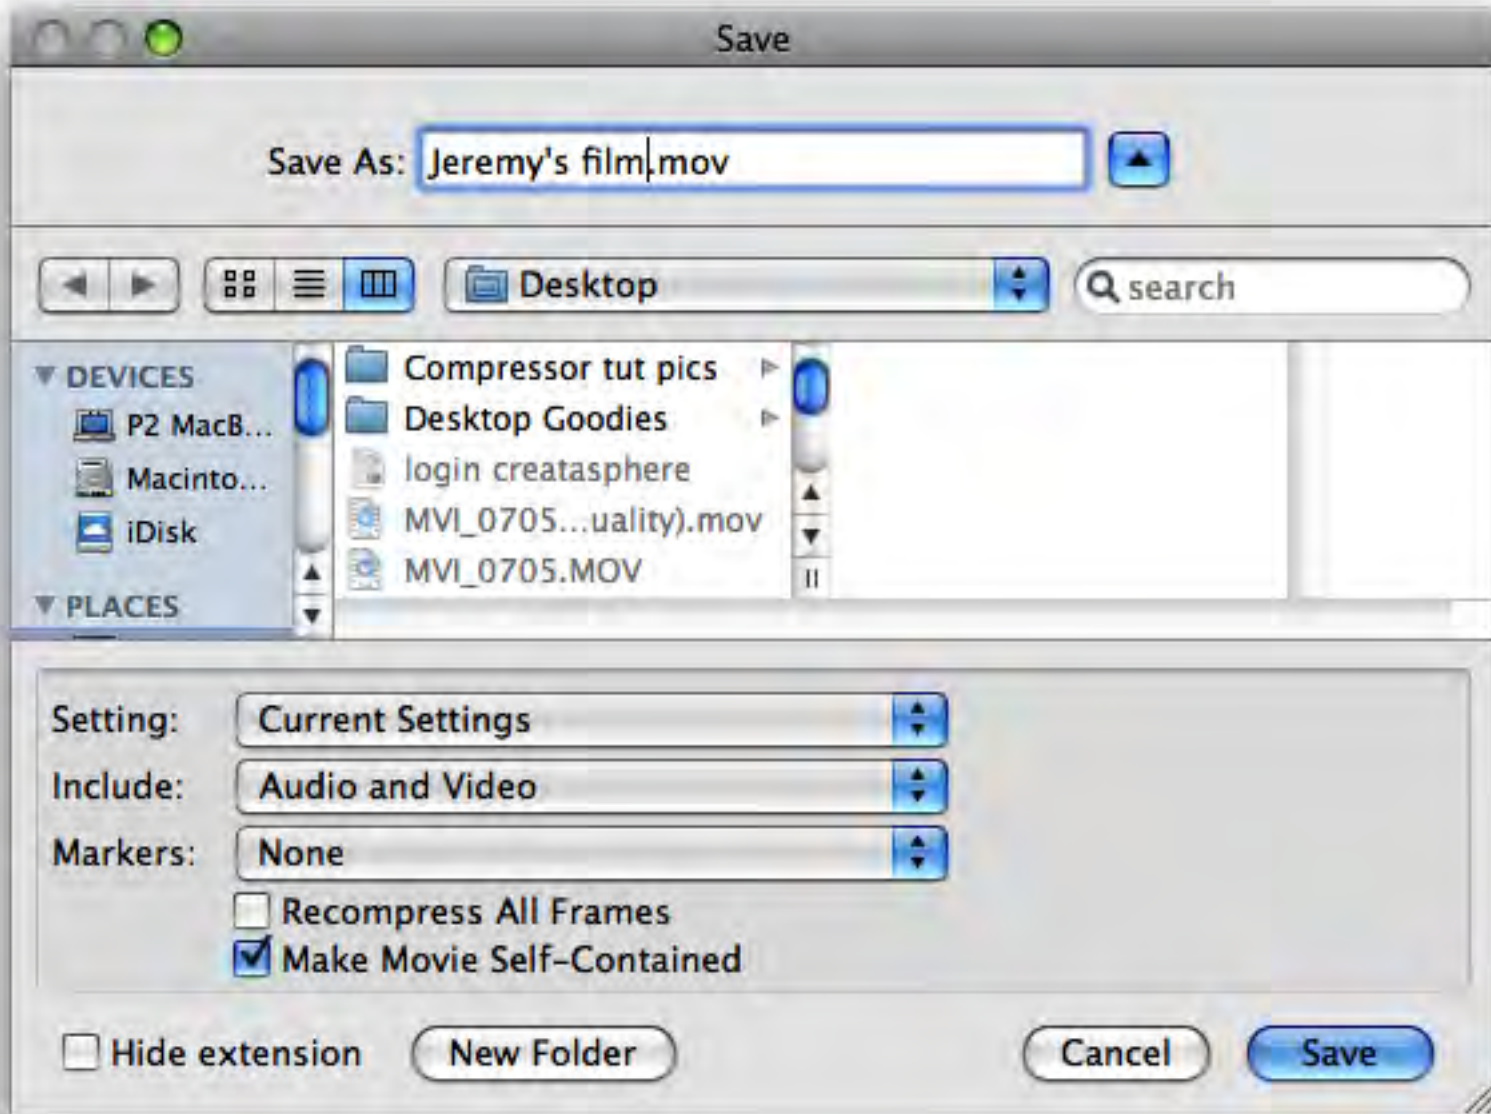 Save
Save As: Jeremy's film.mov
Desktop
search
DEVICES
P2 MacB...
Macinto...
iDisk
PLACES
Compressor tut pics
Desktop Goodies
login creatasphere
MVI_0705...uality).mov
MVI_0705.MOV
Setting: Current Settings
Include: Audio and Video
Markers: None
Recompress All Frames
Make Movie Self-Contained
Hide extension
New Folder
Cancel
Save